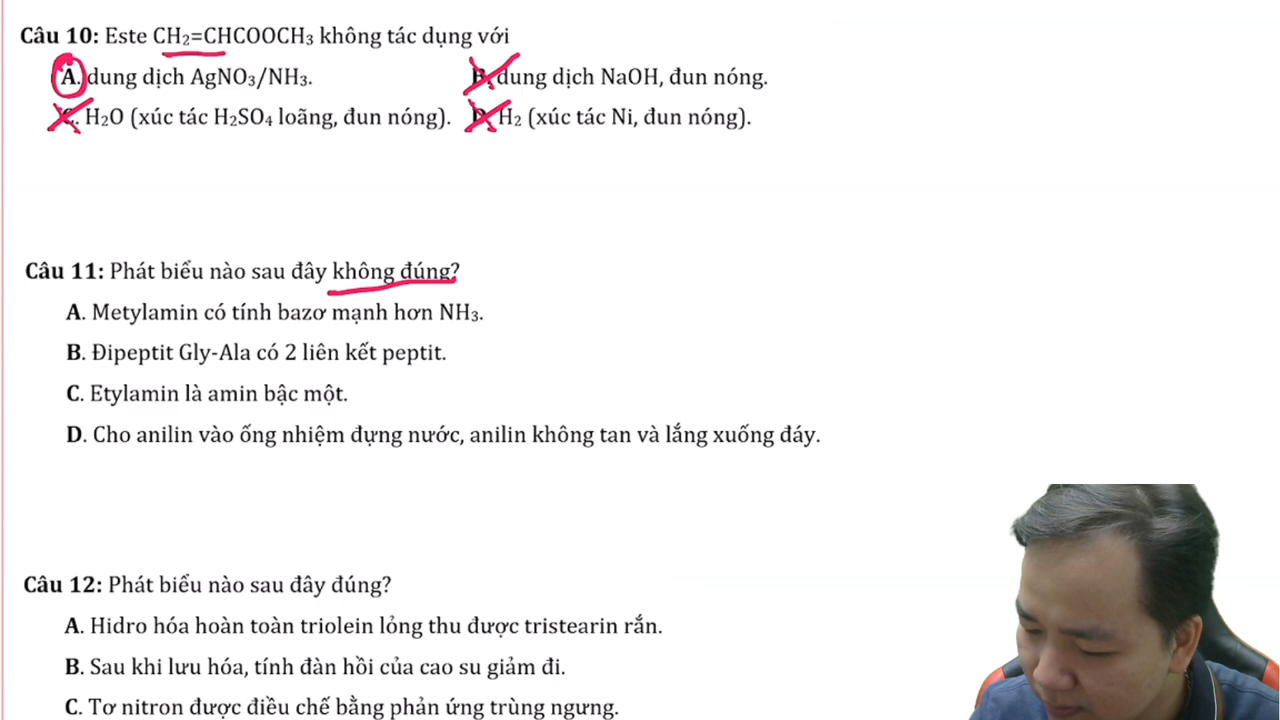 Câu 10: Este CH₂=CHCOOCH₃ không tác dụng với
A. dung dịch AgNO₃/NH₃. B. dung dịch NaOH, đun nóng.
C. H₂O (xúc tác H₂SO₄ loãng, đun nóng). D. H₂ (xúc tác Ni, đun nóng).
Câu 11: Phát biểu nào sau đây không đúng?
A. Metylamin có tính bazơ mạnh hơn NH₃.
B. Đipeptit Gly-Ala có 2 liên kết peptit.
C. Etylamin là amin bậc một.
D. Cho anilin vào ống nhiệm đựng nước, anilin không tan và lắng xuống đáy.
Câu 12: Phát biểu nào sau đây đúng?
A. Hidro hóa hoàn toàn triolein lỏng thu được tristearin rắn.
B. Sau khi lưu hóa, tính đàn hồi của cao su giảm đi.
C. Tơ nitron được điều chế bằng phản ứng trùng ngưng.